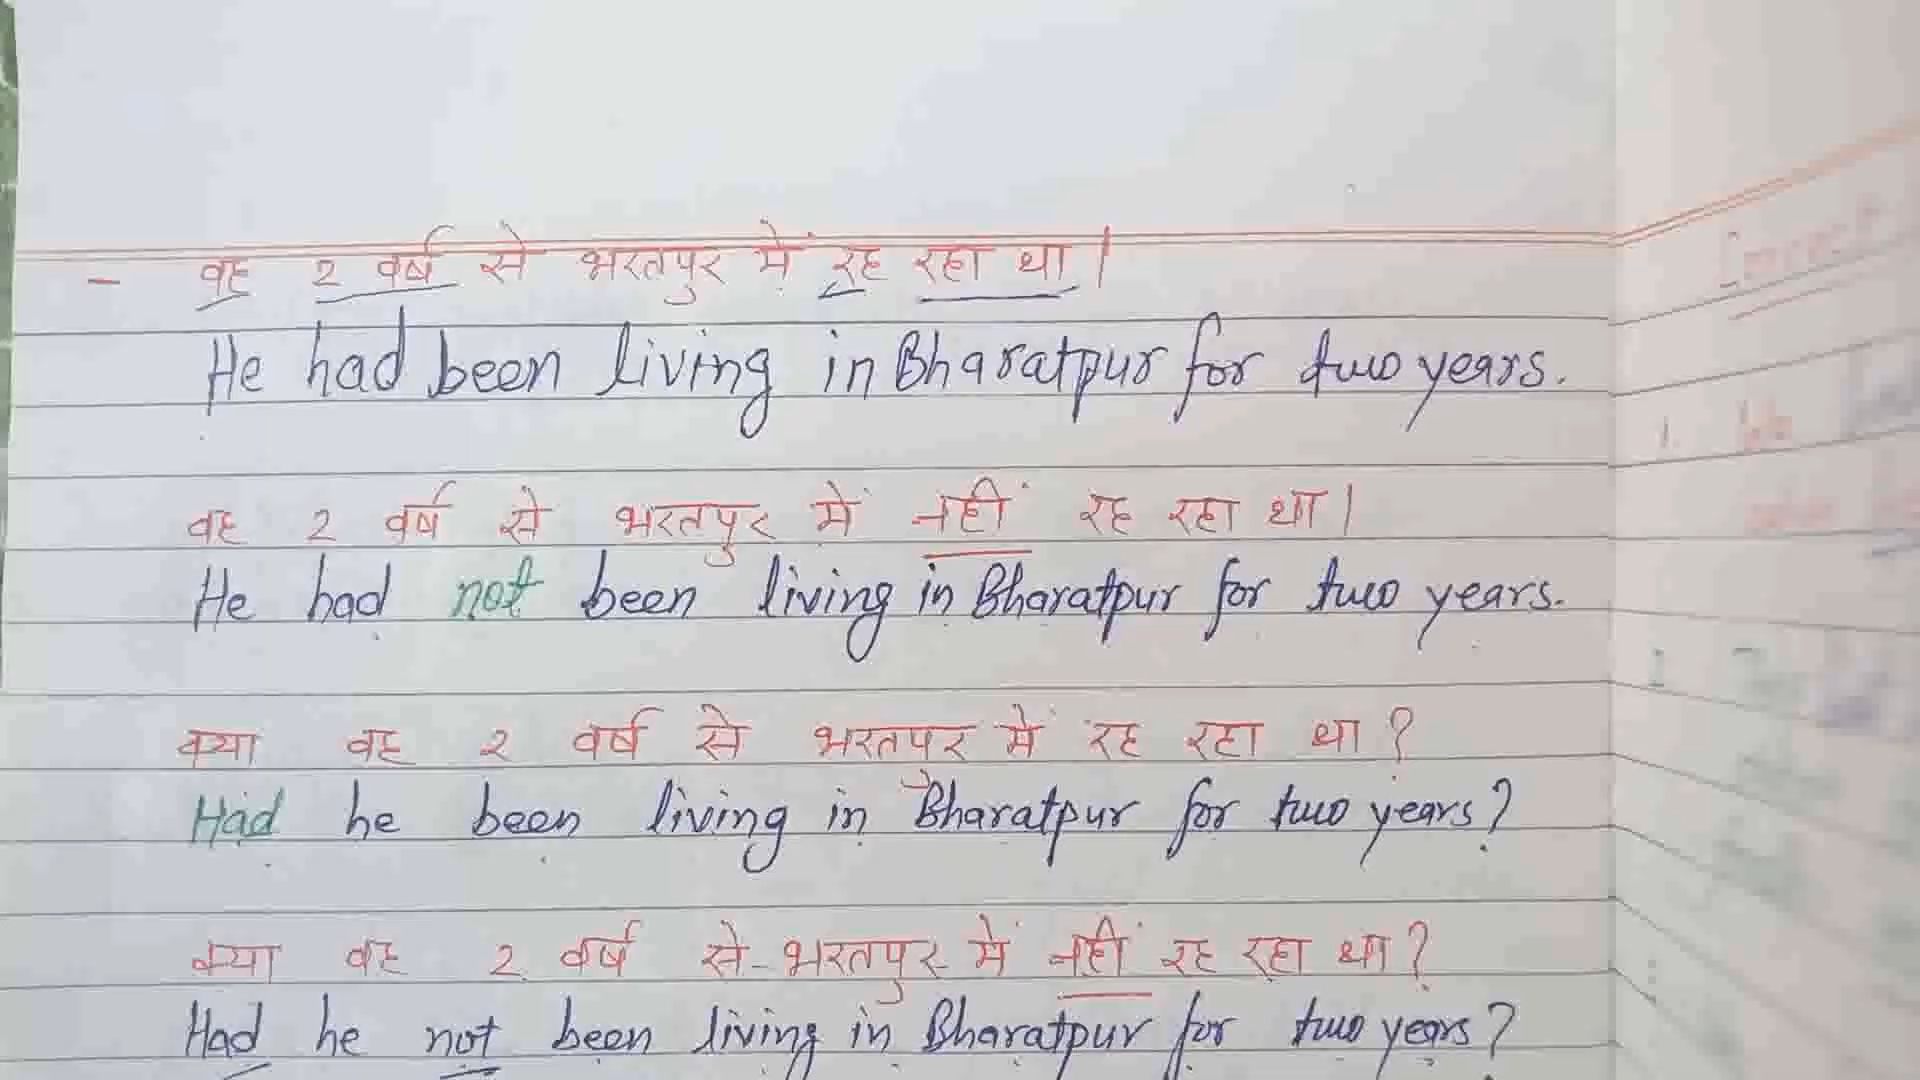 - वह 2 वर्ष से भरतपुर में रह रहा था।
He had been living in Bharatpur for two years.
वह 2 वर्ष से भरतपुर में नहीं रह रहा था।
He had not been living in Bharatpur for two years.
क्या वह 2 वर्ष से भरतपुर में रह रहा था?
Had he been living in Bharatpur for two years?
क्या वह 2 वर्ष से भरतपुर में नहीं रह रहा था?
Had he not been living in Bharatpur for two years?